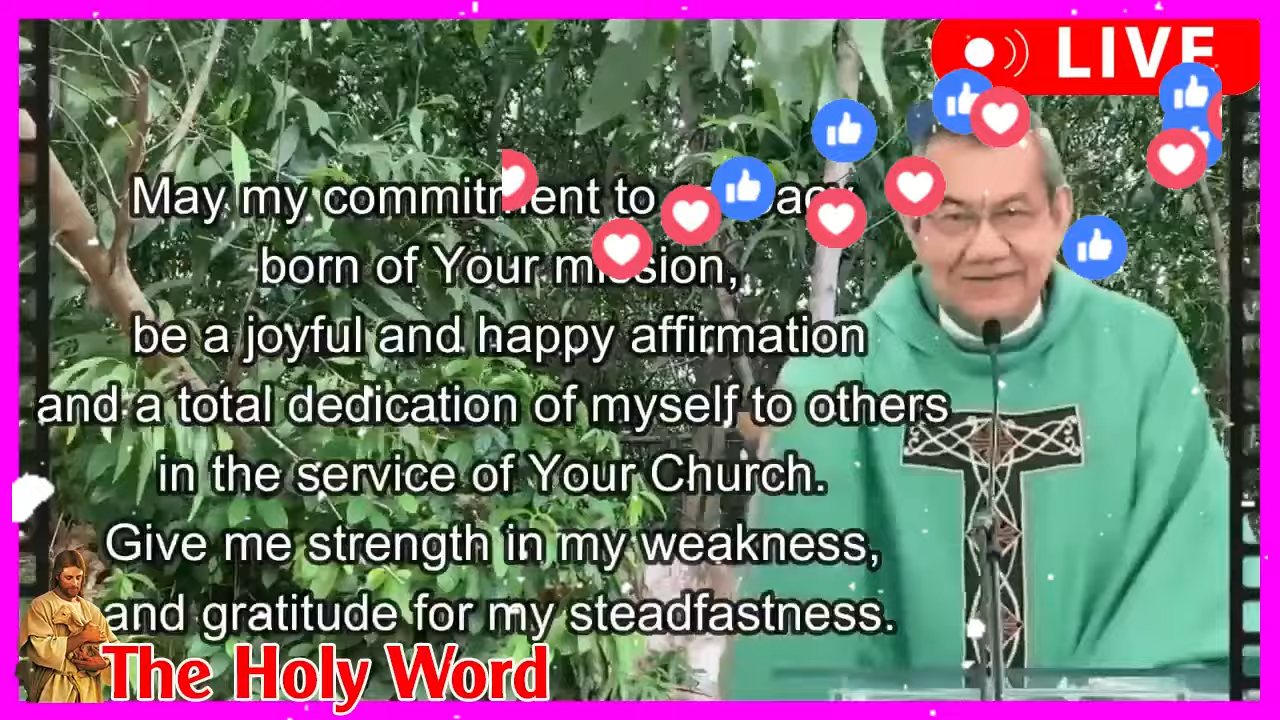 LIVE
May my commitment to
born of Your mission,
be a joyful and happy affirmation
and a total dedication of myself to others
in the service of Your Church.
Give me strength in my weakness,
and gratitude for my steadfastness.
The Holy Word